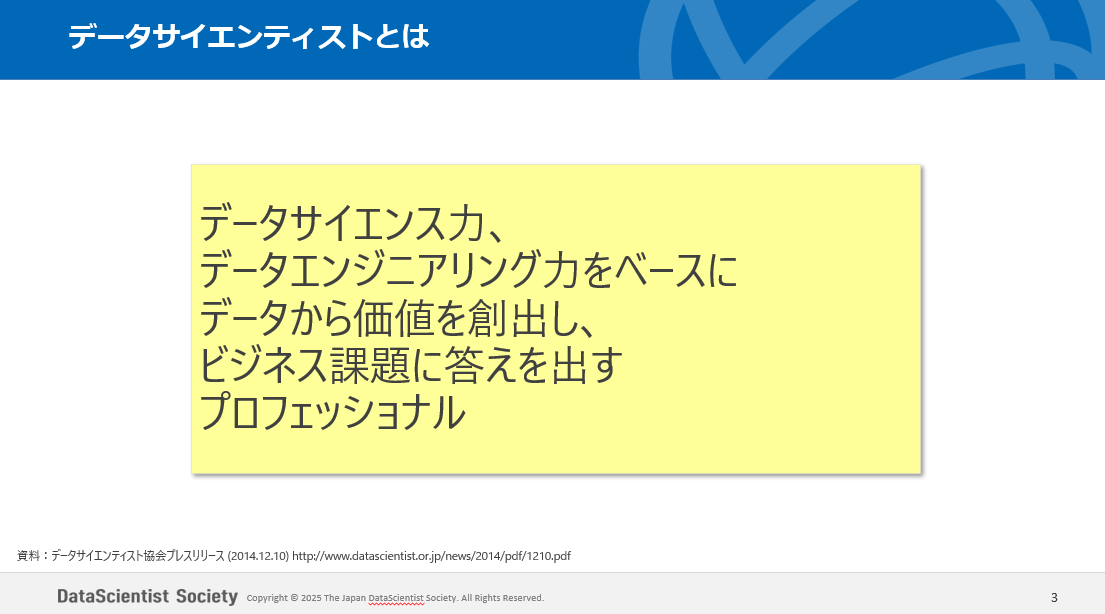 データサイエンティストとは
データサイエンス力、
データエンジニアリング力をベースに
データから価値を創出し、
ビジネス課題に答えを出す
プロフェッショナル
資料：データサイエンティスト協会プレスリリース (2014.12.10) http://www.datascientist.or.jp/news/2014/pdf/1210.pdf
DataScientist Society Copyright © 2025 The Japan DataScientist Society. All Rights Reserved. 3